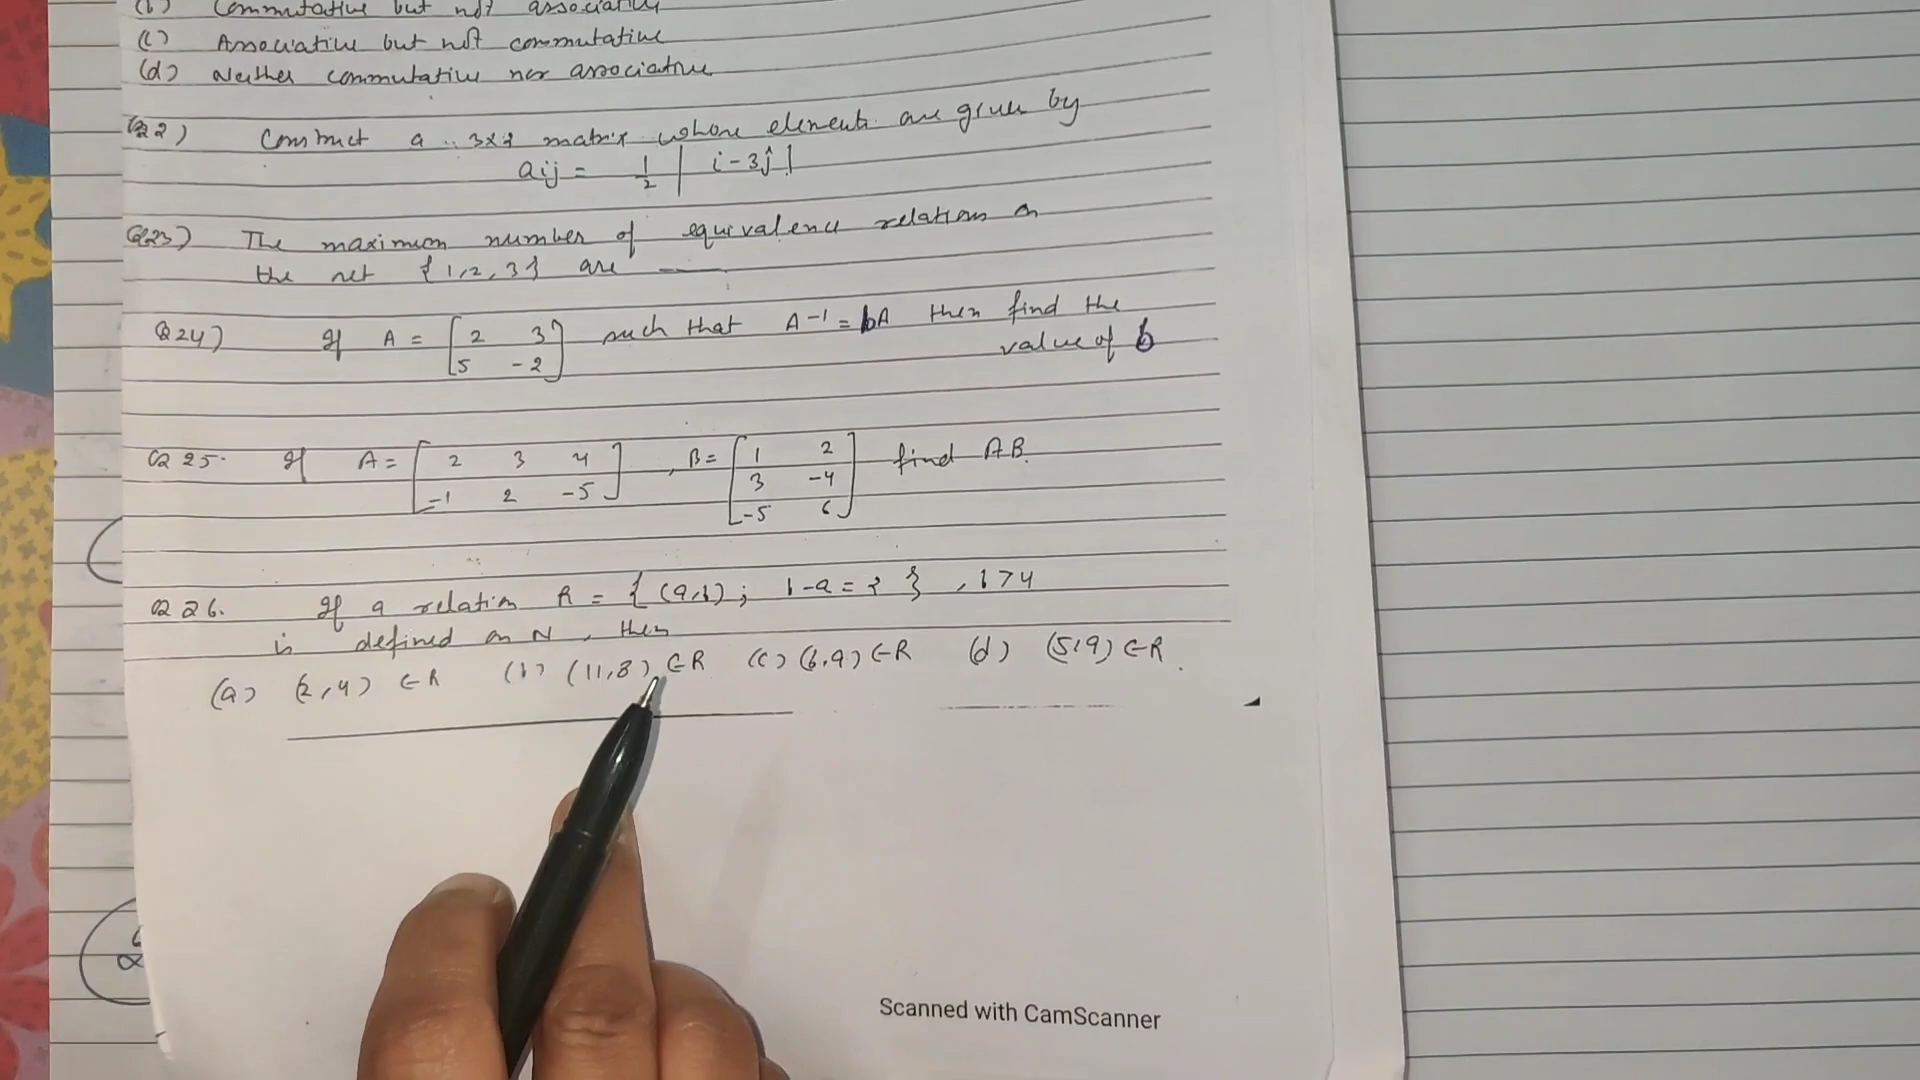 (b) Commutative but not associative
(c) Associative but not commutative
(d) Neither commutative nor associative
Q22) Construct a 3x3 matrix whose elements are given by
aij = 1/2 | i-3j |
Q23) The maximum number of equivalence relations on
the set {1,2,3} are ____
Q24) If A = [2 3] such that A-1 = bA then find the
[5 -2] value of b
Q25. If A = [2 3 4] , B = [1 2] find AB.
[-1 2 -5] [3 -4]
[-5 6]
Q26. If a relation R = { (a,b); b-a = 3 } , b>4
is defined on N, then
(a) (2,4) ∈R (b) (11,8) ∈R (c) (6,9) ∈R (d) (5,9) ∈R.
Scanned with CamScanner